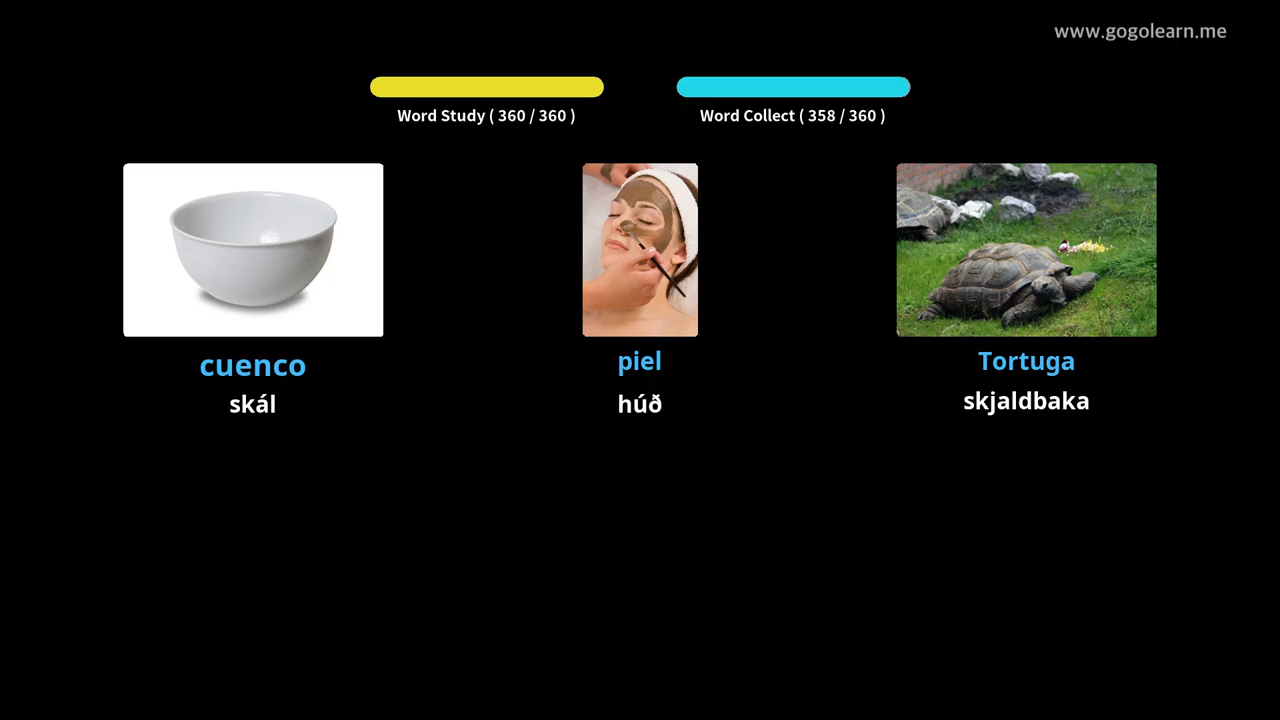 www.gogolearn.me
Word Study ( 360 / 360 )
Word Collect ( 358 / 360 )
cuenco
skál
piel
húð
Tortuga
skjaldbaka